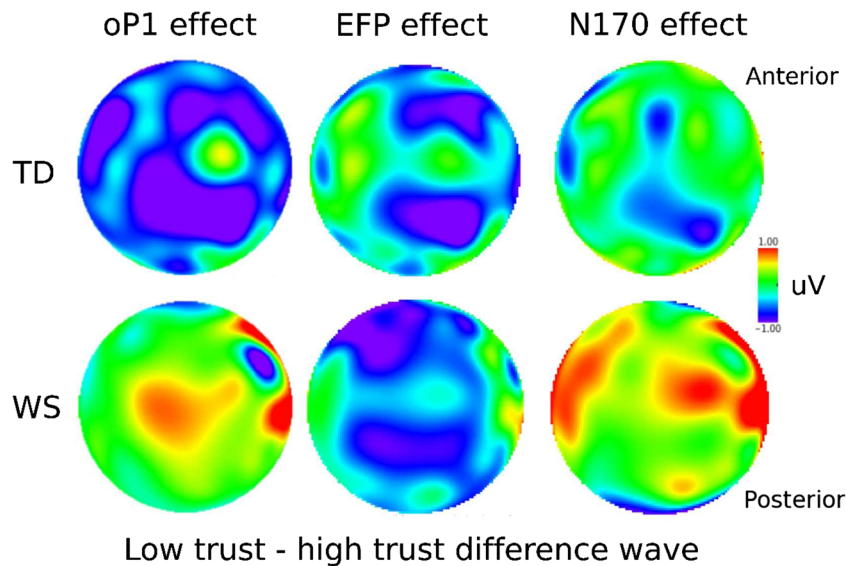 oP1 effect EFP effect N170 effect
Anterior
TD
1.00
uV
−1.00
WS
Posterior
Low trust - high trust difference wave